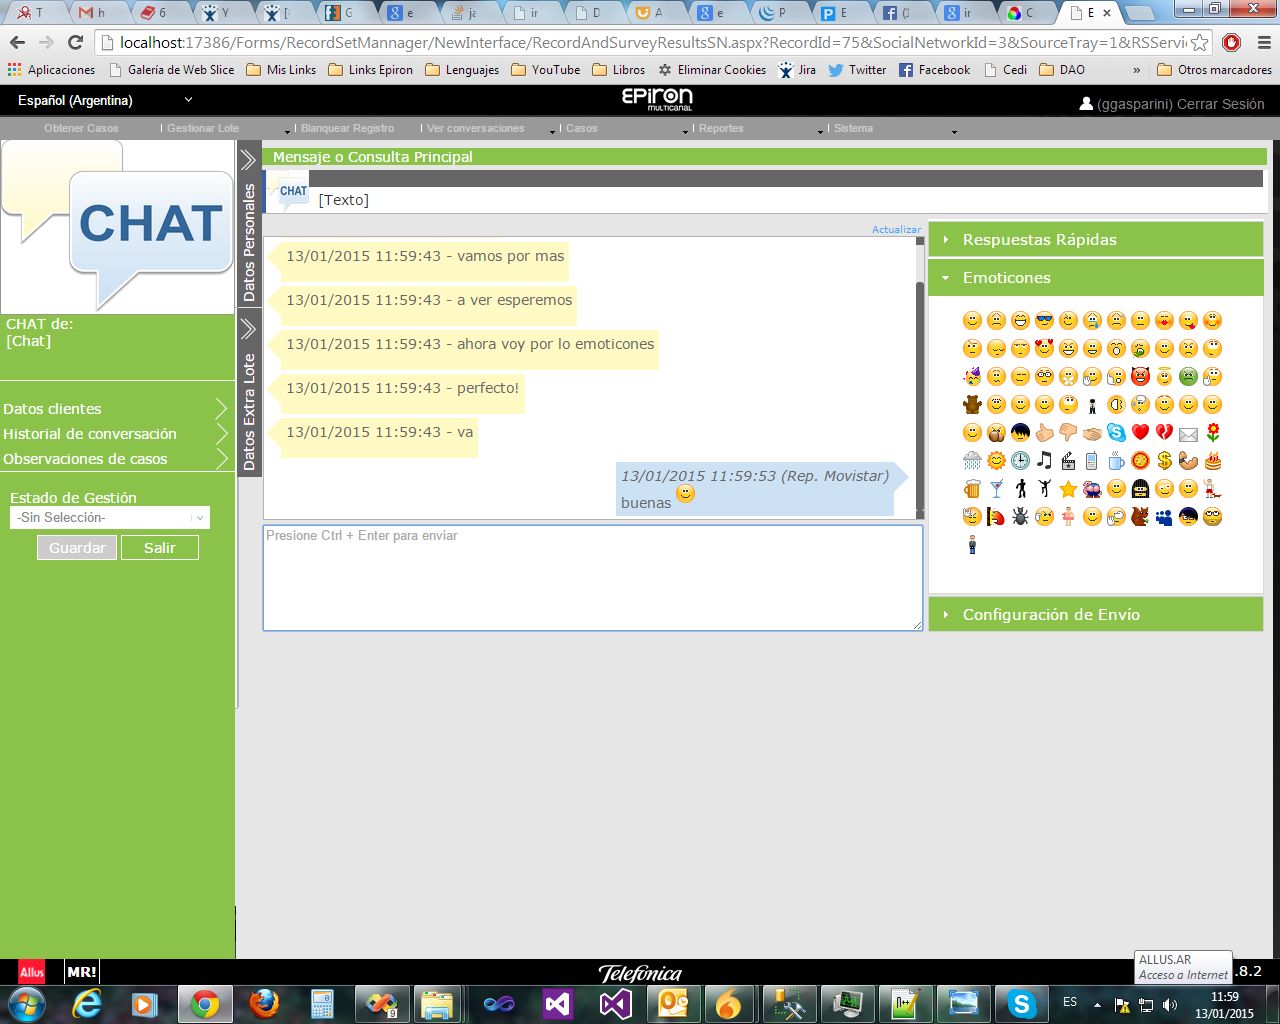 T
h
6
Y
[
G
e
ja
ir
D
A
e
P
E
(1
ir
C
E
localhost:17386/Forms/RecordSetMannager/NewInterface/RecordAndSurveyResultsSN.aspx?RecordId=75&SocialNetworkId=3&SourceTray=1&RSServic
Aplicaciones
Galería de Web Slice
Mis Links
Links Epiron
Lenguajes
YouTube
Libros
Eliminar Cookies
Jira
Twitter
Facebook
Cedi
DAO
»
Otros marcadores
Español (Argentina)
EPIRON
MULTICANAL
(ggasparini) Cerrar Sesión
Obtener Casos
Gestionar Lote
Blanquear Registro
Ver conversaciones
Casos
Reportes
Sistema
CHAT
CHAT de:
[Chat]
Datos clientes
Historial de conversación
Observaciones de casos
Estado de Gestión
-Sin Selección-
Guardar
Salir
Datos Personales
Datos Extra Lote
Mensaje o Consulta Principal
CHAT
[Texto]
Actualizar
13/01/2015 11:59:43 - vamos por mas
13/01/2015 11:59:43 - a ver esperemos
13/01/2015 11:59:43 - ahora voy por lo emoticones
13/01/2015 11:59:43 - perfecto!
13/01/2015 11:59:43 - va
13/01/2015 11:59:53 (Rep. Movistar)
buenas
Presione Ctrl + Enter para enviar
Respuestas Rápidas
Emoticones
Configuración de Envío
Allus
MR!
Telefónica
.8.2
ALLUS.AR
Acceso a Internet
ES
11:59
13/01/2015